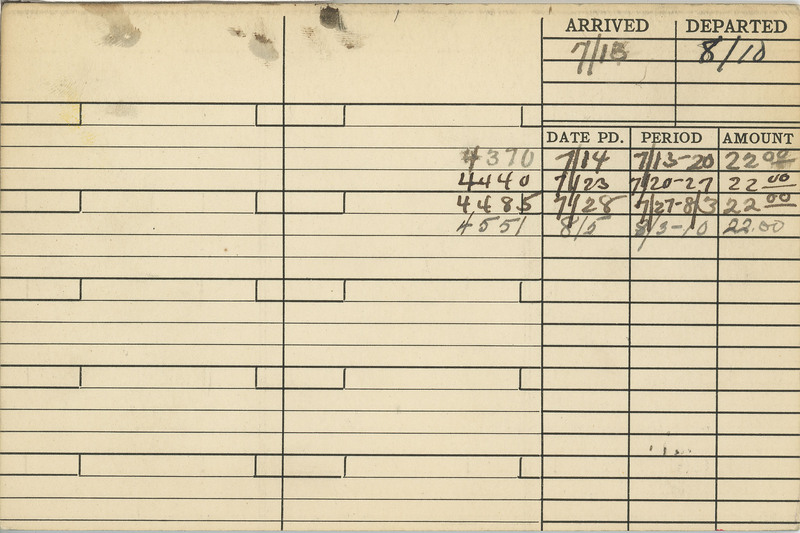 ARRIVED DEPARTED
7/13 8/10
DATE PD. PERIOD AMOUNT
4370 7/14 7/13-20 22 00
4440 7/23 7/20-27 22 00
4485 7/28 7/27-8/3 22 00
4551 8/5 8/3-10 22.00